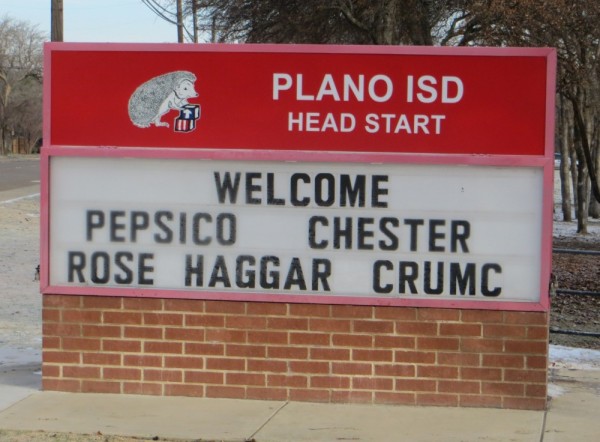 PLANO ISD
HEAD START
WELCOME
PEPSICO CHESTER
ROSE HAGGAR CRUMC